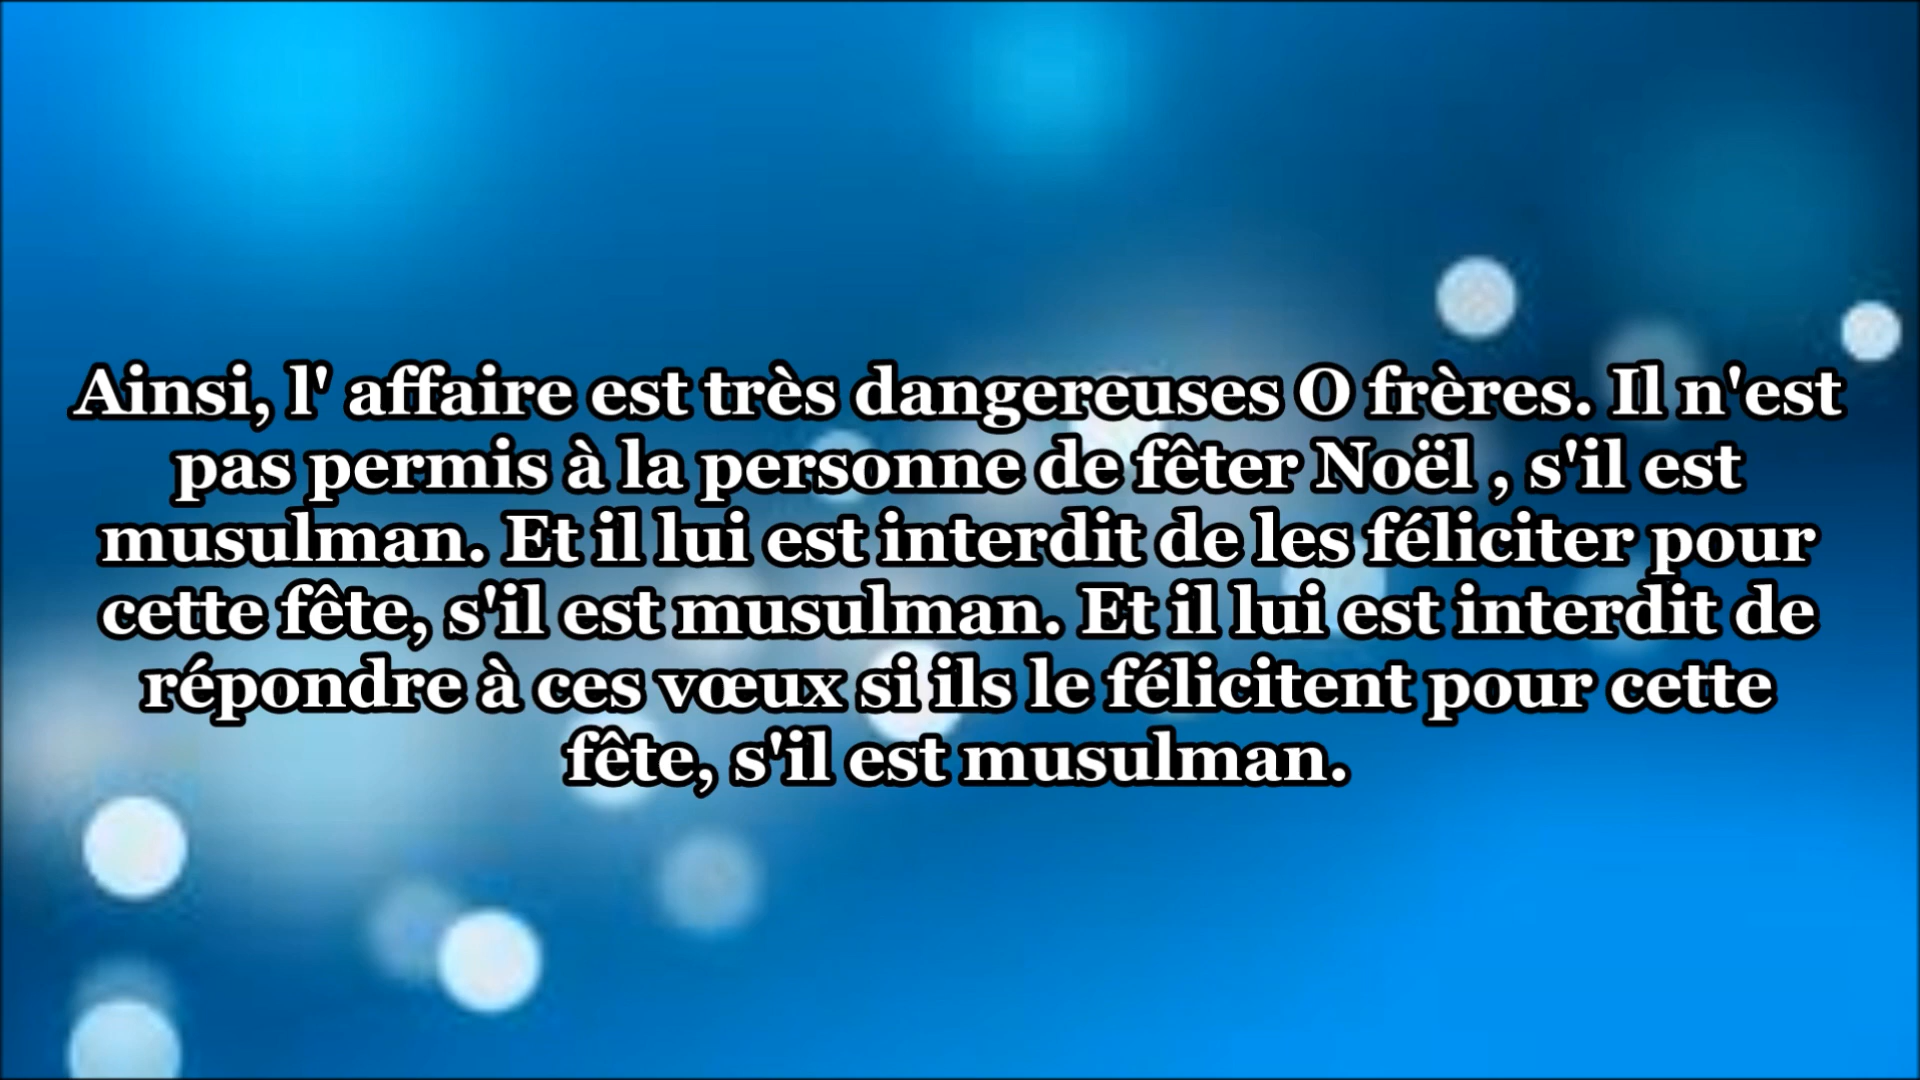 Ainsi, l' affaire est très dangereuses O frères. Il n'est
pas permis à la personne de fêter Noël , s'il est
musulman. Et il lui est interdit de les féliciter pour
cette fête, s'il est musulman. Et il lui est interdit de
répondre à ces vœux si ils le félicitent pour cette
fête, s'il est musulman.